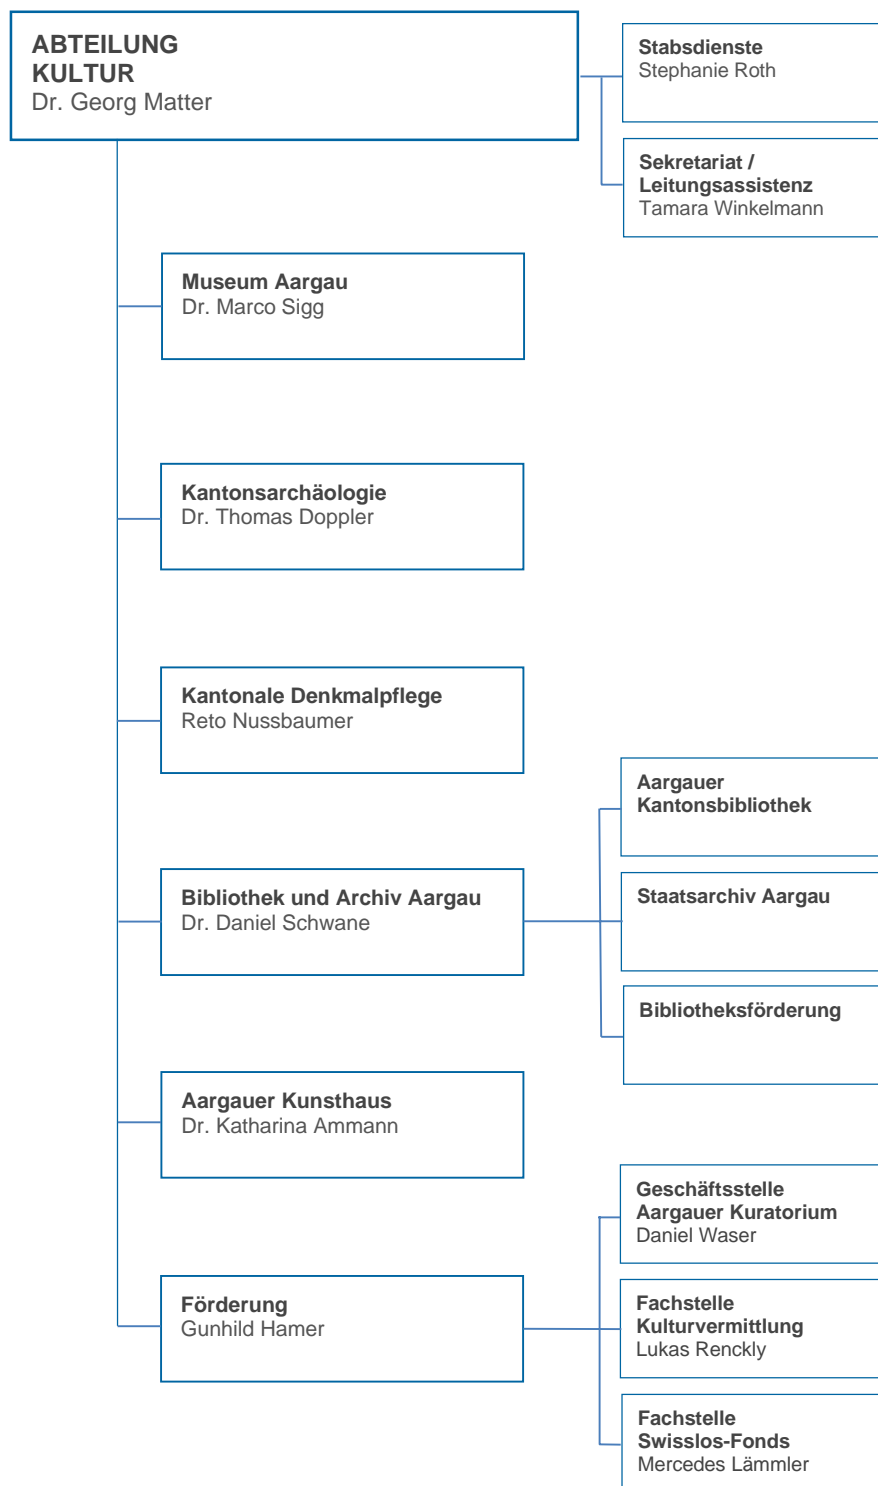 ABTEILUNG
KULTUR
Dr. Georg Matter
Stabsdienste
Stephanie Roth
Sekretariat /
Leitungsassistenz
Tamara Winkelmann
Museum Aargau
Dr. Marco Sigg
Kantonsarchäologie
Dr. Thomas Doppler
Kantonale Denkmalpflege
Reto Nussbaumer
Bibliothek und Archiv Aargau
Dr. Daniel Schwane
Aargauer
Kantonsbibliothek
Staatsarchiv Aargau
Bibliotheksförderung
Aargauer Kunsthaus
Dr. Katharina Ammann
Förderung
Gunhild Hamer
Geschäftsstelle
Aargauer Kuratorium
Daniel Waser
Fachstelle
Kulturvermittlung
Lukas Renckly
Fachstelle
Swisslos-Fonds
Mercedes Lämmler